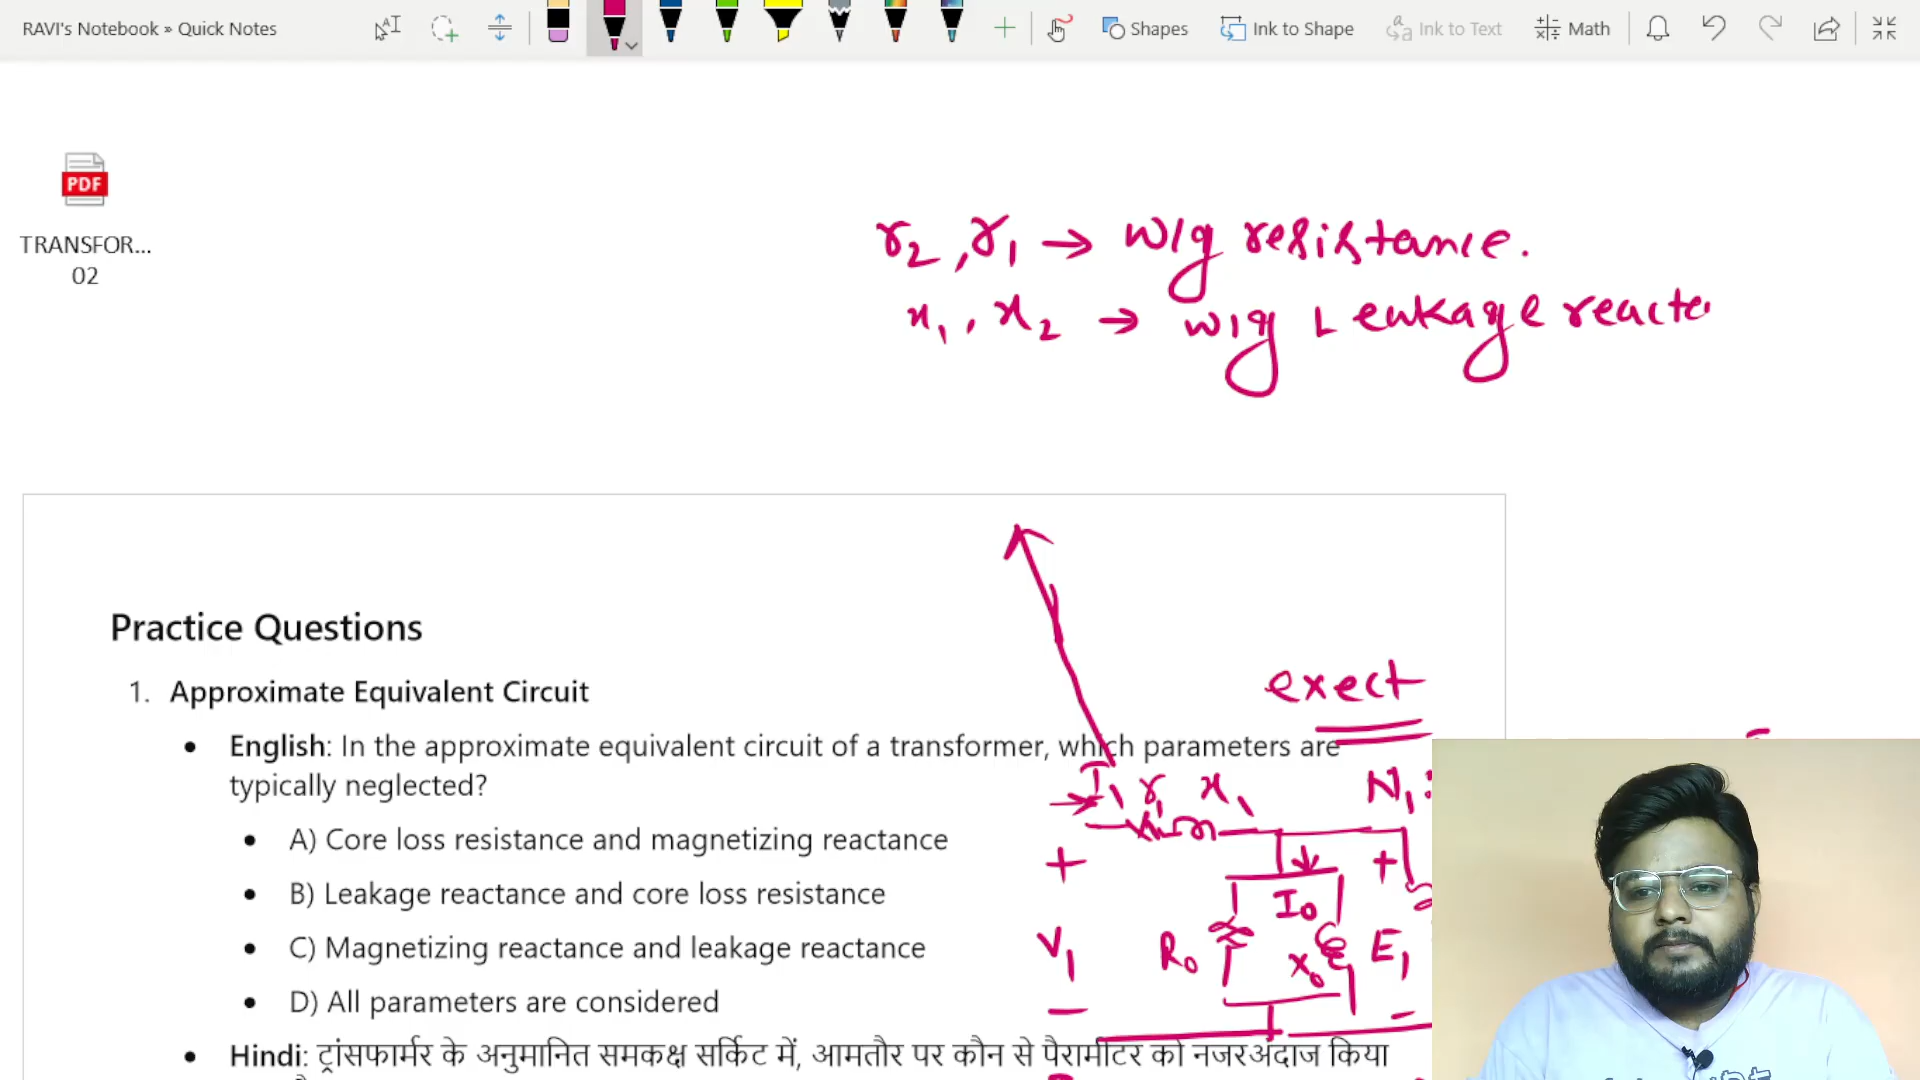 RAVI's Notebook » Quick Notes
Shapes
Ink to Shape
Ink to Text
Math
PDF
TRANSFOR...
02
r2, r1 → w/g resistance.
x1, x2 → w/g Leakage reacta
Practice Questions
exect
1. Approximate Equivalent Circuit
• English: In the approximate equivalent circuit of a transformer, which parameters are
typically neglected?
I1 r1 x1 N1:
• A) Core loss resistance and magnetizing reactance
+ +
• B) Leakage reactance and core loss resistance
I0
• C) Magnetizing reactance and leakage reactance
V1 R0 X0 E1
• D) All parameters are considered
− −
• Hindi: ट्रांसफार्मर के अनुमानित समकक्ष सर्किट में, आमतौर पर कौन से पैरामीटर को नजरअंदाज किया